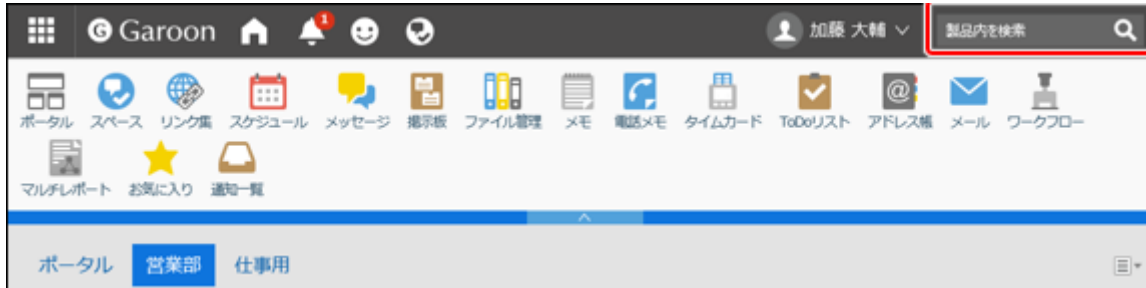 G Garoon 1 加藤 大輔 製品内を検索
ポータル スペース リンク集 スケジュール メッセージ 掲示板 ファイル管理 メモ 電話メモ タイムカード ToDoリスト アドレス帳 メール ワークフロー
マルチレポート お気に入り 通知一覧
ポータル 営業部 仕事用